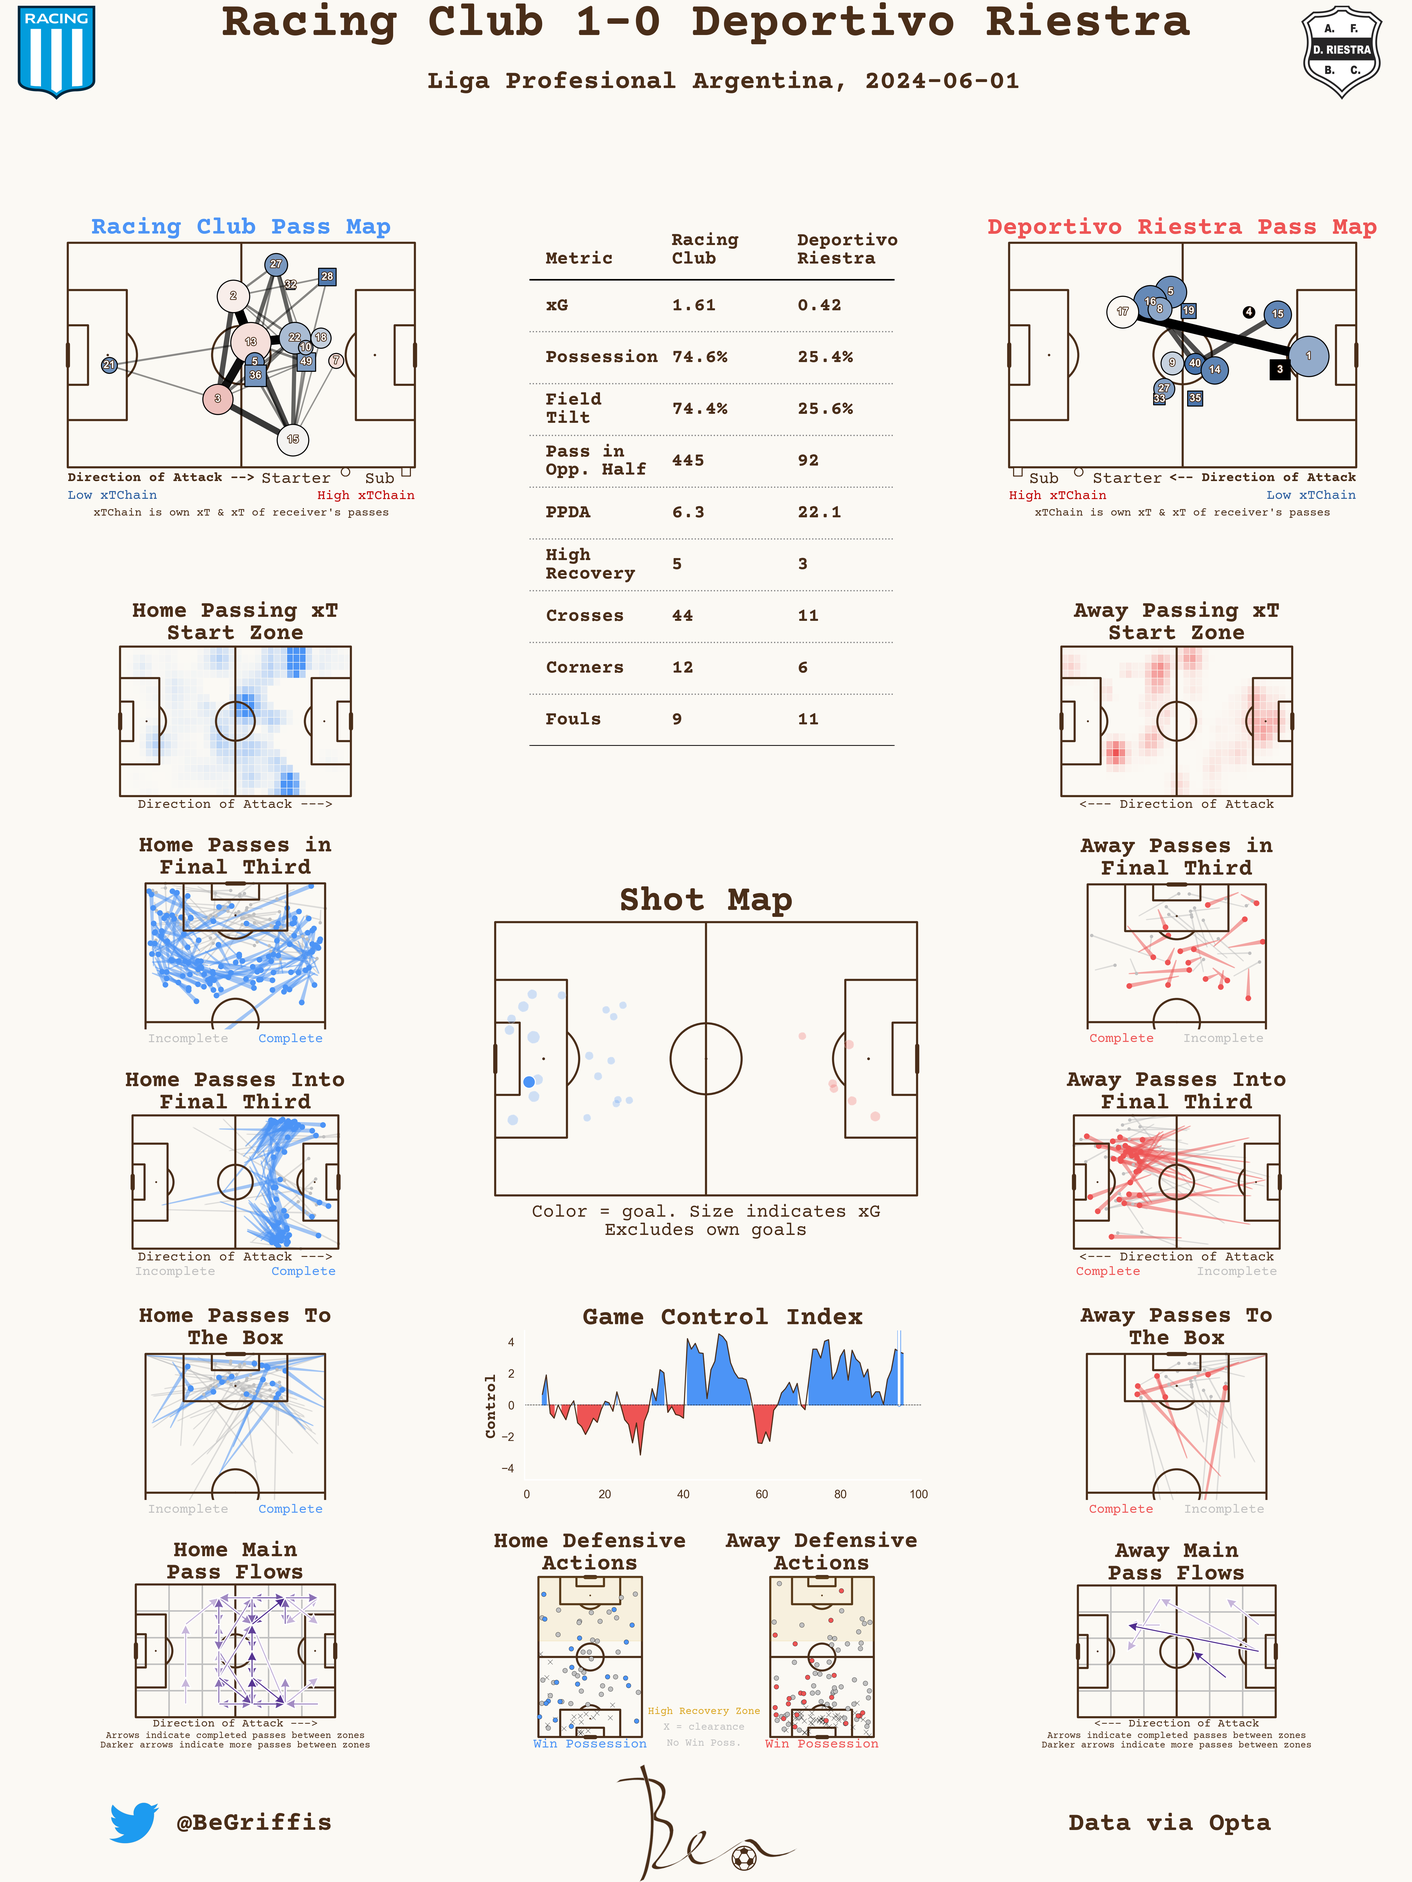 Racing Club 1-0 Deportivo Riestra
Liga Profesional Argentina, 2024-06-01
RACING
A. F.
D. RIESTRA
B. C.
Racing Club Pass Map
27
28
32
2
13
22
18
10
5
49
7
21
36
3
15
Direction of Attack --> Starter Sub
Low xTChain High xTChain
xTChain is own xT & xT of receiver's passes
Metric Racing Club Deportivo Riestra
xG 1.61 0.42
Possession 74.6% 25.4%
Field Tilt 74.4% 25.6%
Pass in Opp. Half 445 92
PPDA 6.3 22.1
High Recovery 5 3
Crosses 44 11
Corners 12 6
Fouls 9 11
Deportivo Riestra Pass Map
5
16
8
17
19
4
15
1
9
40
14
3
27
33
35
Sub Starter <-- Direction of Attack
High xTChain Low xTChain
xTChain is own xT & xT of receiver's passes
Home Passing xT
Start Zone
Direction of Attack --->
Away Passing xT
Start Zone
<--- Direction of Attack
Home Passes in
Final Third
Incomplete Complete
Away Passes in
Final Third
Complete Incomplete
Shot Map
Color = goal. Size indicates xG
Excludes own goals
Home Passes Into
Final Third
Direction of Attack --->
Incomplete Complete
Away Passes Into
Final Third
<--- Direction of Attack
Complete Incomplete
Home Passes To
The Box
Incomplete Complete
Game Control Index
Control
4
2
0
−2
−4
0 20 40 60 80 100
Away Passes To
The Box
Complete Incomplete
Home Main
Pass Flows
Direction of Attack --->
Arrows indicate completed passes between zones
Darker arrows indicate more passes between zones
Home Defensive
Actions
Win Possession
Away Defensive
Actions
Win Possession
High Recovery Zone
X = clearance
No Win Poss.
Away Main
Pass Flows
<--- Direction of Attack
Arrows indicate completed passes between zones
Darker arrows indicate more passes between zones
@BeGriffis
Ben
Data via Opta